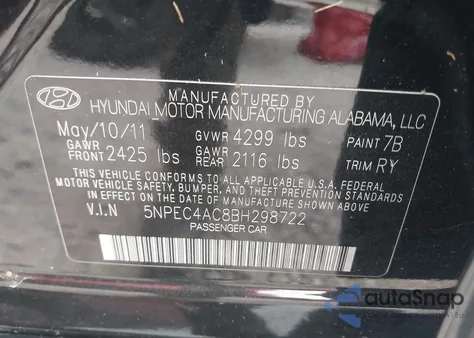 MANUFACTURED BY
HYUNDAI MOTOR MANUFACTURING ALABAMA, LLC
May/10/11 GVWR 4299 lbs PAINT 7B
GAWR FRONT 2425 lbs GAWR REAR 2116 lbs TRIM RY
THIS VEHICLE CONFORMS TO ALL APPLICABLE U.S.A. FEDERAL
MOTOR VEHICLE SAFETY, BUMPER, AND THEFT PREVENTION STANDARDS
IN EFFECT ON THE DATE OF MANUFACTURE SHOWN ABOVE.
V.I.N 5NPEC4AC8BH298722
PASSENGER CAR
autoSnap